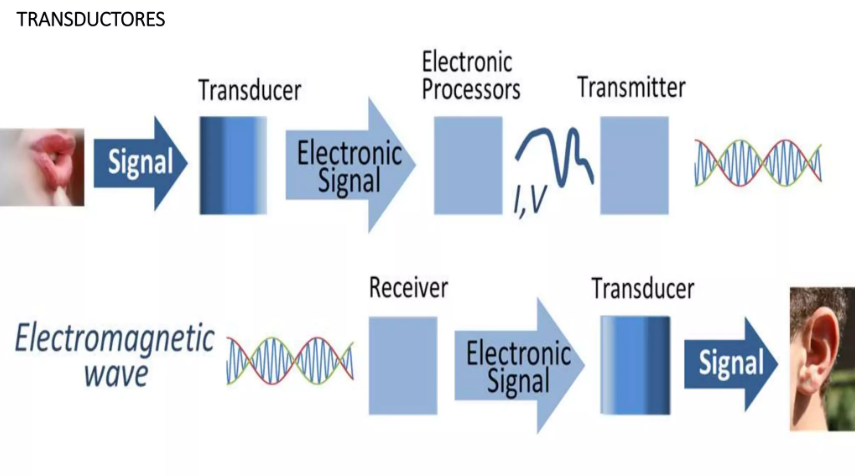 TRANSDUCTORES
Electronic
Processors
Transducer
Transmitter
Signal
Electronic
Signal
I,V
Receiver
Transducer
Electromagnetic
wave
Electronic
Signal
Signal